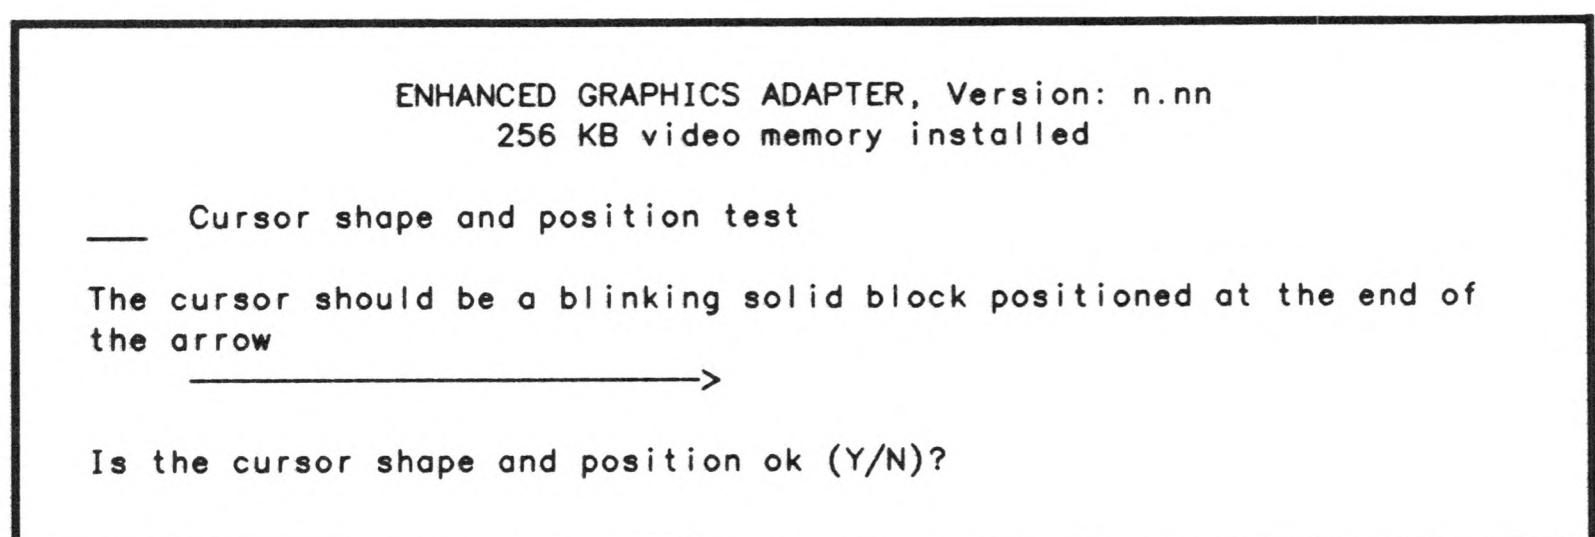 ENHANCED GRAPHICS ADAPTER, Version: n.nn
256 KB video memory installed
___ Cursor shape and position test
The cursor should be a blinking solid block positioned at the end of
the arrow
Is the cursor shape and position ok (Y/N)?